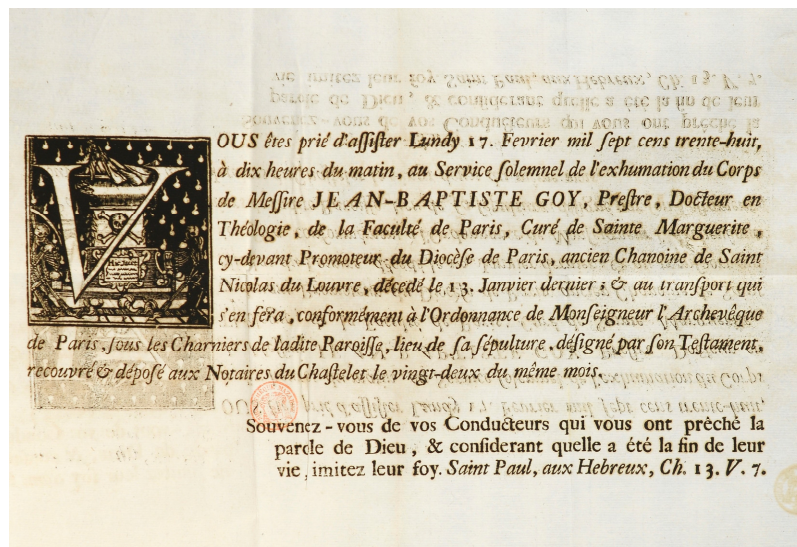 VOUS êtes prié d'aſſiſter Lundy 17. Fevrier mil ſept cens trente-huit,
à dix heures du matin, au Service ſolemnel de l'exhumation du Corps
de Meſſire JEAN-BAPTISTE GOY, Preſtre, Docteur en
Théologie, de la Faculté de Paris, Curé de Sainte Marguerite,
cy-devant Promoteur du Diocèſe de Paris, ancien Chanoine de Saint
Nicolas du Louvre, décedé le 13. Janvier dernier; & au tranſport qui
s'en fera, conformément à l'Ordonnance de Monſeigneur l'Archevêque
de Paris, ſous les Charniers de ladite Paroiſſe, lieu de ſa ſépulture, déſigné par ſon Teſtament,
recouvré & dépoſé aux Notaires du Chaſtelet le vingt-deux du même mois.
Souvenez-vous de vos Conducteurs qui vous ont prêché la
parole de Dieu, & conſiderant quelle a été la fin de leur
vie, imitez leur foy. Saint Paul, aux Hebreux, Ch. 13. V. 7.